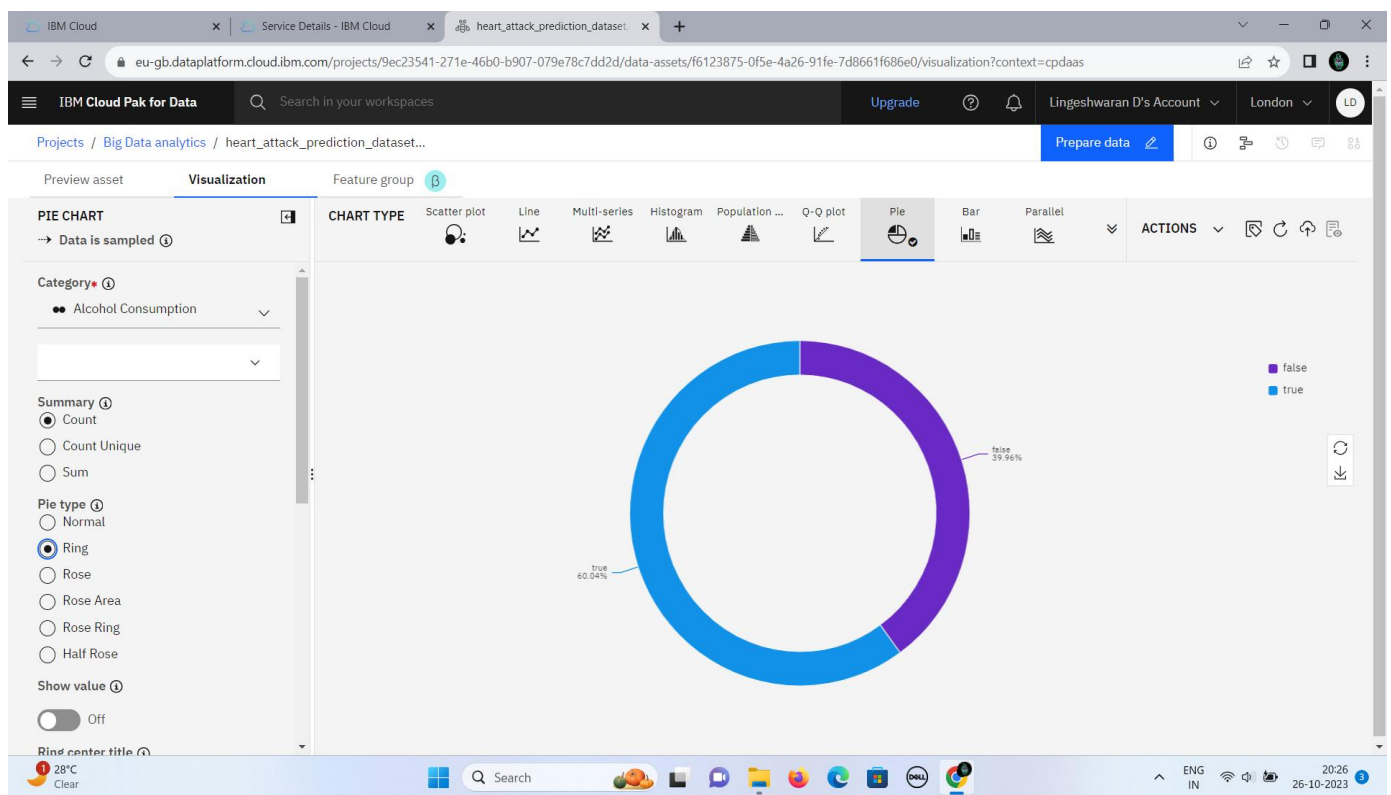 IBM Cloud
Service Details - IBM Cloud
heart_attack_prediction_dataset.
eu-gb.dataplatform.cloud.ibm.com/projects/9ec23541-271e-46b0-b907-079e78c7dd2d/data-assets/f6123875-0f5e-4a26-91fe-7d8661f686e0/visualization?context=cpdaas
IBM Cloud Pak for Data
Search in your workspaces
Upgrade
Lingeshwaran D's Account
London
LD
Projects / Big Data analytics / heart_attack_prediction_dataset...
Prepare data
Preview asset
Visualization
Feature group β
PIE CHART
Data is sampled
CHART TYPE
Scatter plot
Line
Multi-series
Histogram
Population ...
Q-Q plot
Pie
Bar
Parallel
ACTIONS
Category*
Alcohol Consumption
Summary
Count
Count Unique
Sum
Pie type
Normal
Ring
Rose
Rose Area
Rose Ring
Half Rose
Show value
Off
Ring center title
false
true
false
39.96%
true
60.04%
1
28°C
Clear
Search
DELL
ENG
IN
20:26
26-10-2023
3